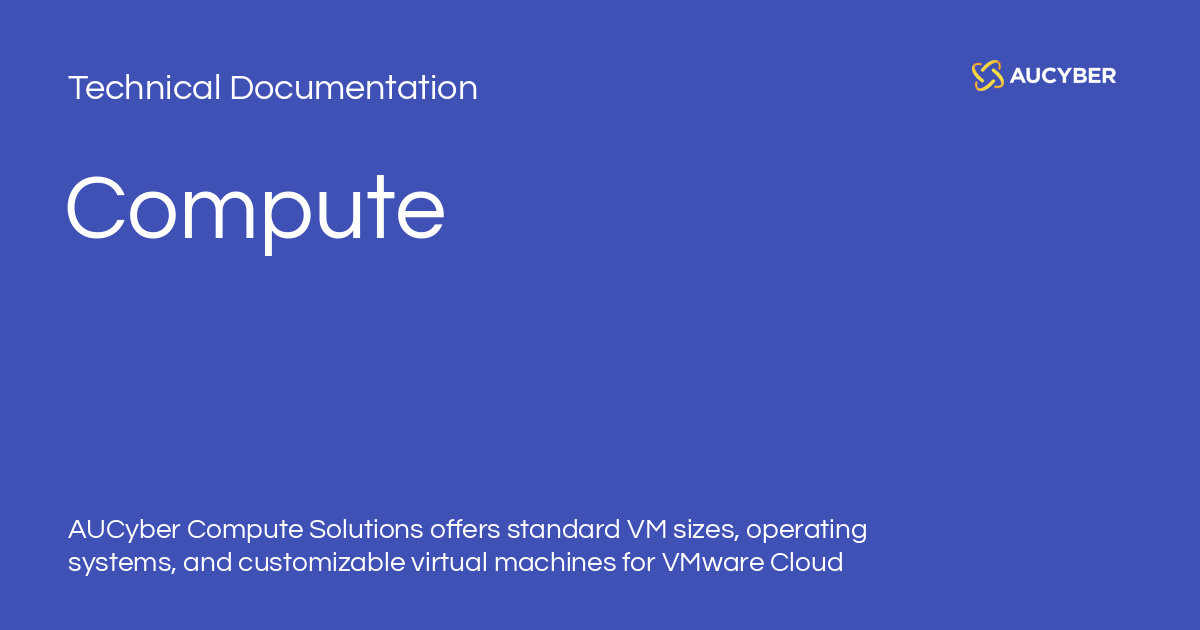 Technical Documentation
AUCYBER
Compute
AUCyber Compute Solutions offers standard VM sizes, operating
systems, and customizable virtual machines for VMware Cloud